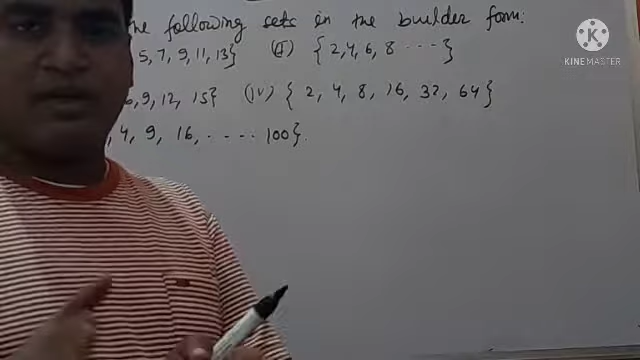 the following sets in the builder form:
5, 7, 9, 11, 13} (ii) { 2, 4, 6, 8 ---}
9, 12, 15} (iv) { 2, 4, 8, 16, 32, 64}
4, 9, 16, ..... 100}.
K
KINEMASTER